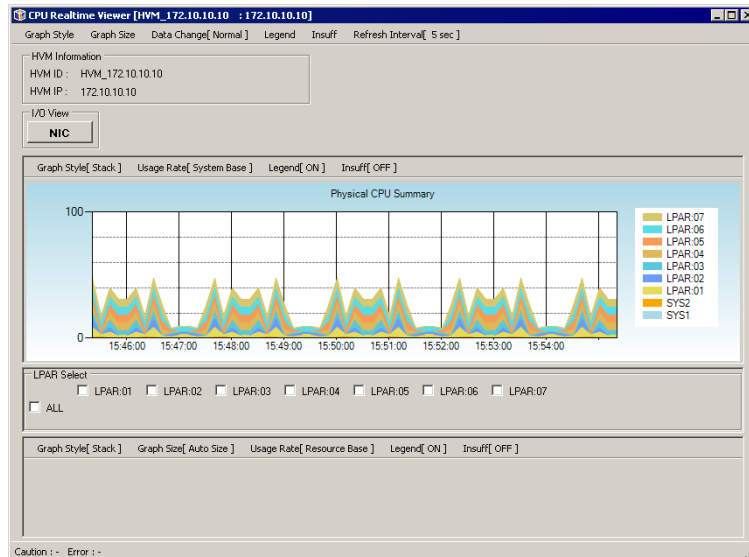 CPU Realtime Viewer [HVM_172.10.10.10 : 172.10.10.10]
Graph Style Graph Size Data Change[ Normal ] Legend Insuff Refresh Interval[ 5 sec ]
HVM Information
HVM ID : HVM_172.10.10.10
HVM IP : 172.10.10.10
I/O View
NIC
Graph Style[ Stack ] Usage Rate[ System Base ] Legend[ ON ] Insuff[ OFF ]
Physical CPU Summary
100
0
15:46:00 15:47:00 15:48:00 15:49:00 15:50:00 15:51:00 15:52:00 15:53:00 15:54:00
LPAR:07
LPAR:06
LPAR:05
LPAR:04
LPAR:03
LPAR:02
LPAR:01
SYS2
SYS1
LPAR Select
LPAR:01 LPAR:02 LPAR:03 LPAR:04 LPAR:05 LPAR:06 LPAR:07
ALL
Graph Style[ Stack ] Graph Size[ Auto Size ] Usage Rate[ Resource Base ] Legend[ ON ] Insuff[ OFF ]
Caution : - Error : -